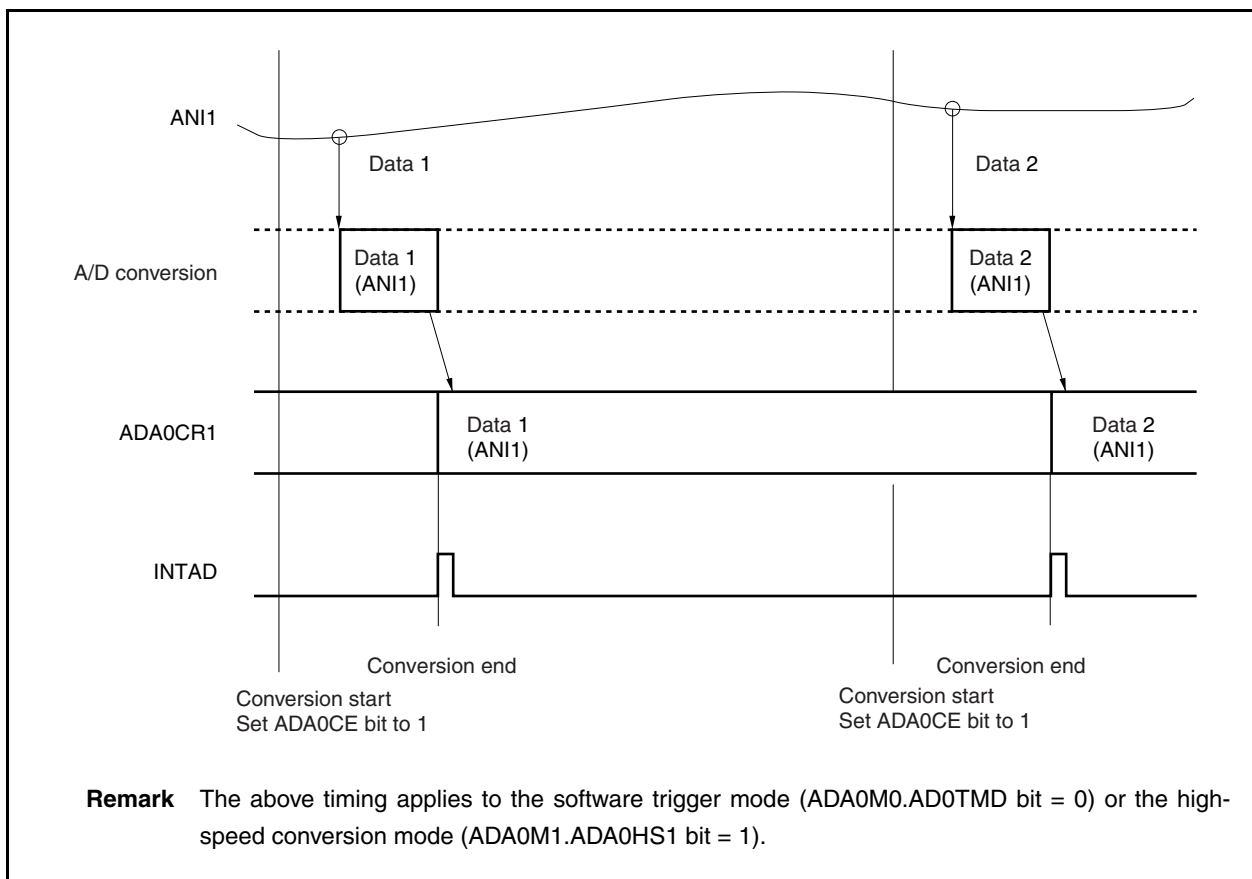 ANI1
Data 1
Data 2
A/D conversion
Data 1
(ANI1)
Data 2
(ANI1)
ADA0CR1
Data 1
(ANI1)
Data 2
(ANI1)
INTAD
Conversion end
Conversion end
Conversion start
Set ADA0CE bit to 1
Conversion start
Set ADA0CE bit to 1
Remark The above timing applies to the software trigger mode (ADA0M0.AD0TMD bit = 0) or the high-
speed conversion mode (ADA0M1.ADA0HS1 bit = 1).